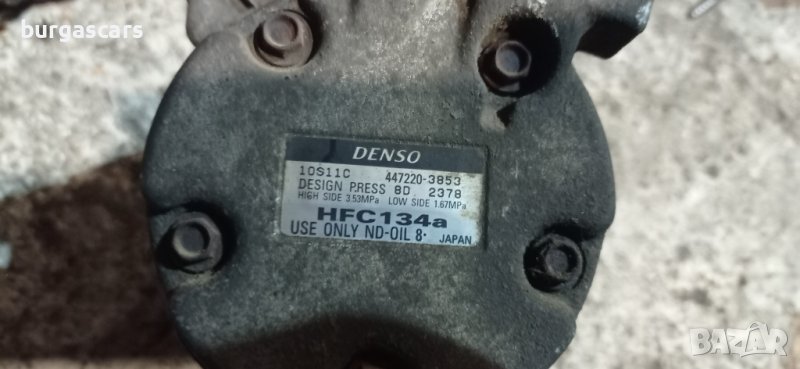 burgascars
DENSO
10S11C 447220-3853
DESIGN PRESS 8D 2378
HIGH SIDE 3.53MPa LOW SIDE 1.67MPa
HFC134a
USE ONLY ND-OIL 8· JAPAN
BAZAR